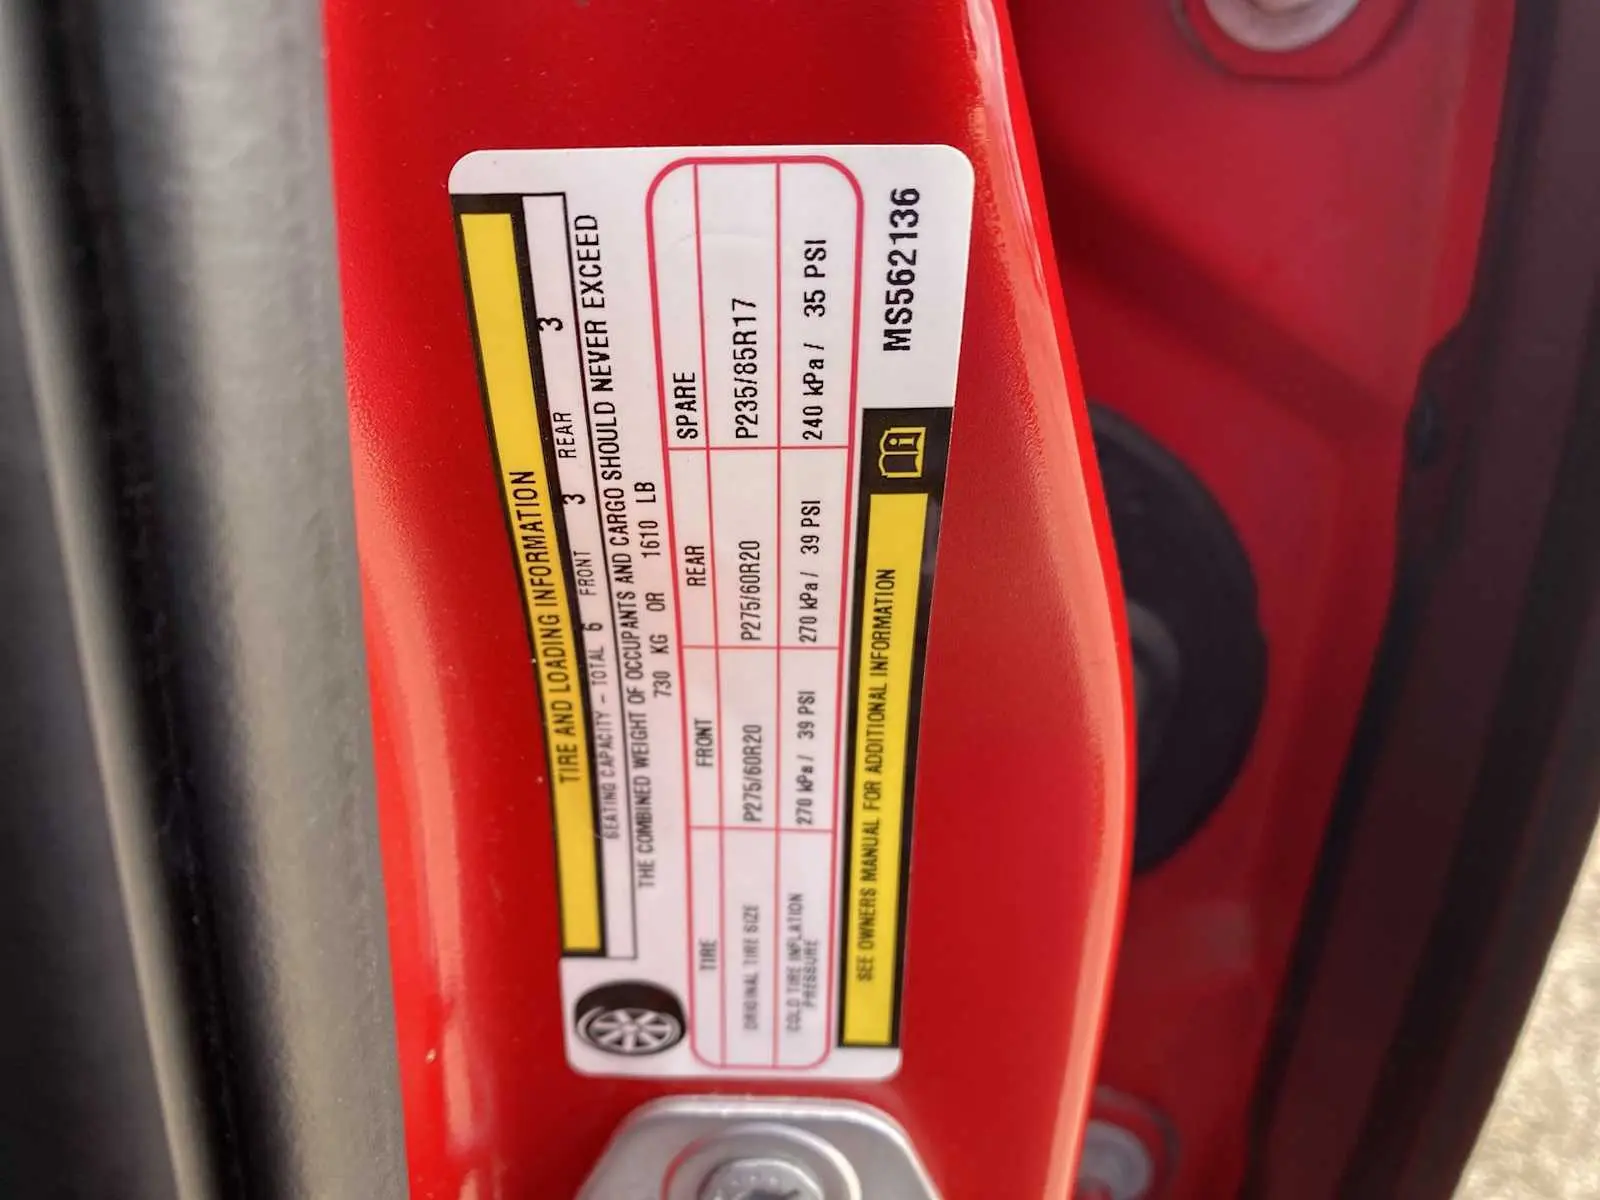 TIRE AND LOADING INFORMATION
SEATING CAPACITY – TOTAL 6 FRONT 3 REAR 3
THE COMBINED WEIGHT OF OCCUPANTS AND CARGO SHOULD NEVER EXCEED
730 KG OR 1610 LB
TIRE FRONT REAR SPARE
ORIGINAL TIRE SIZE P275/60R20 P275/60R20 P235/85R17
COLD TIRE INFLATION
PRESSURE 270 kPa/ 39 PSI 270 kPa/ 39 PSI 240 kPa/ 35 PSI
SEE OWNERS MANUAL FOR ADDITIONAL INFORMATION
MS562136